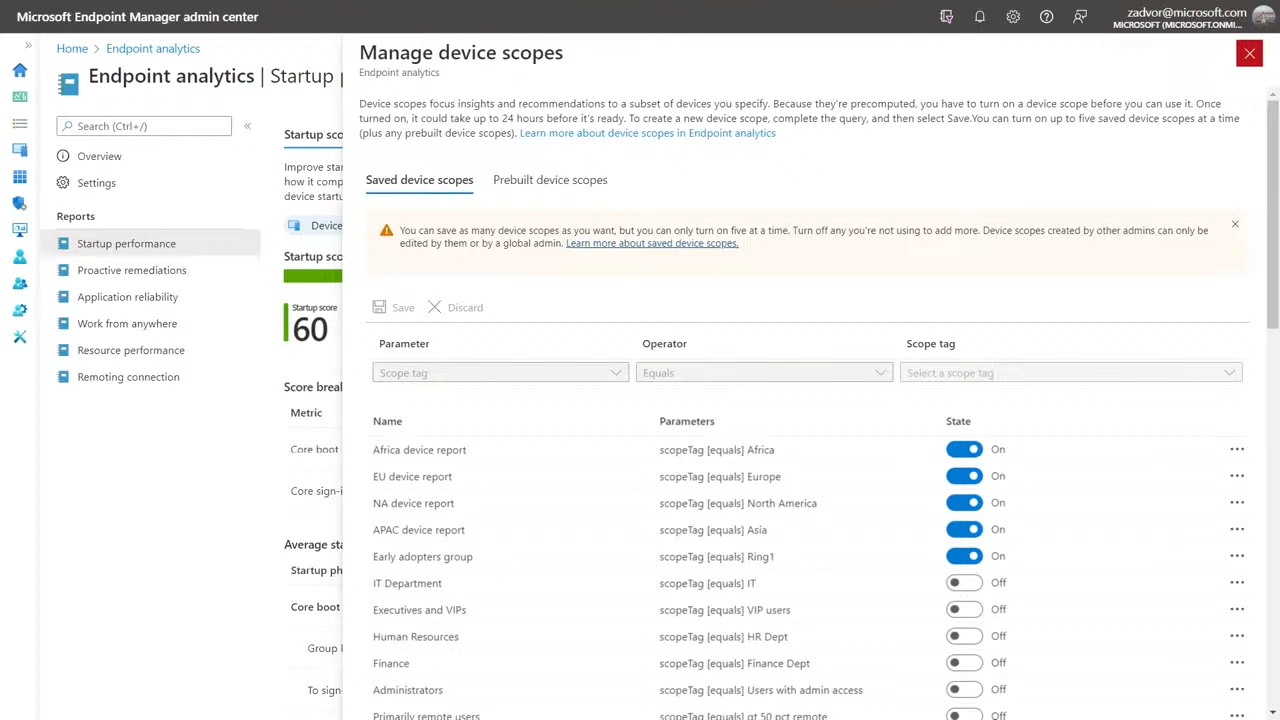 Microsoft Endpoint Manager admin center
zadvor@microsoft.com
MICROSOFT (MICROSOFT.ONMI...
Home > Endpoint analytics
Endpoint analytics | Startup p
Search (Ctrl+/)
Overview
Settings
Reports
Startup performance
Proactive remediations
Application reliability
Work from anywhere
Resource performance
Remoting connection
Startup sco
Improve star
how it comp
device startu
Device
Startup sco
Startup score
60
Score breal
Metric
Core boot
Core sign-i
Average sta
Startup ph
Core boot
Group
To sign-
Manage device scopes
Endpoint analytics
Device scopes focus insights and recommendations to a subset of devices you specify. Because they're precomputed, you have to turn on a device scope before you can use it. Once
turned on, it could take up to 24 hours before it's ready. To create a new device scope, complete the query, and then select Save.You can turn on up to five saved device scopes at a time
(plus any prebuilt device scopes). Learn more about device scopes in Endpoint analytics
Saved device scopes Prebuilt device scopes
You can save as many device scopes as you want, but you can only turn on five at a time. Turn off any you're not using to add more. Device scopes created by other admins can only be
edited by them or by a global admin. Learn more about saved device scopes.
Save Discard
Parameter Operator Scope tag
Scope tag Equals Select a scope tag
Name Parameters State
Africa device report scopeTag [equals] Africa On
EU device report scopeTag [equals] Europe On
NA device report scopeTag [equals] North America On
APAC device report scopeTag [equals] Asia On
Early adopters group scopeTag [equals] Ring1 On
IT Department scopeTag [equals] IT Off
Executives and VIPs scopeTag [equals] VIP users Off
Human Resources scopeTag [equals] HR Dept Off
Finance scopeTag [equals] Finance Dept Off
Administrators scopeTag [equals] Users with admin access Off
Primarily remote users scopeTag [equals] gt 50 pct remote Off